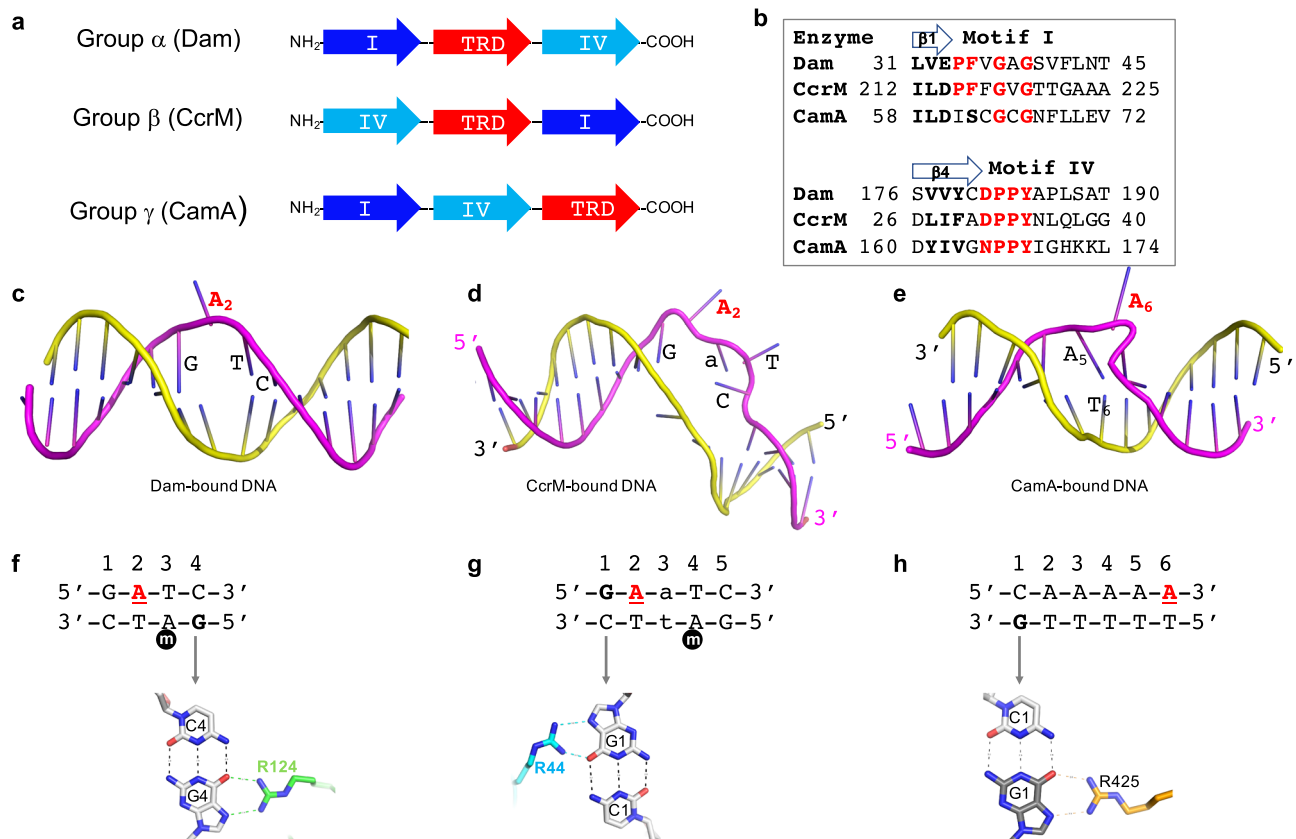 a
Group α (Dam) NH2- I TRD IV -COOH
Group β (CcrM) NH2- IV TRD I -COOH
Group γ (CamA) NH2- I IV TRD -COOH
b
Enzyme β1 Motif I
Dam 31 LVEPFVGAGSVFLNT 45
CcrM 212 ILDPFFGVGTTGAAA 225
CamA 58 ILDISCGCGNFLLEV 72
β4 Motif IV
Dam 176 SVVYCDPPYAPLSAT 190
CcrM 26 DLIFADPPYNLQLGG 40
CamA 160 DYIVGNPPYIGHKKL 174
c
A2
G T C
Dam-bound DNA
d
5′ A2
G a T
C
3′ 5′
3′
CcrM-bound DNA
e
A6
3′ A5 5′
T6
5′ 3′
CamA-bound DNA
f
1 2 3 4
5′-G-A-T-C-3′
3′-C-T-A-G-5′
m
C4
R124
G4
g
1 2 3 4 5
5′-G-A-a-T-C-3′
3′-C-T-t-A-G-5′
m
G1
R44
C1
h
1 2 3 4 5 6
5′-C-A-A-A-A-A-3′
3′-G-T-T-T-T-T-5′
C1
R425
G1